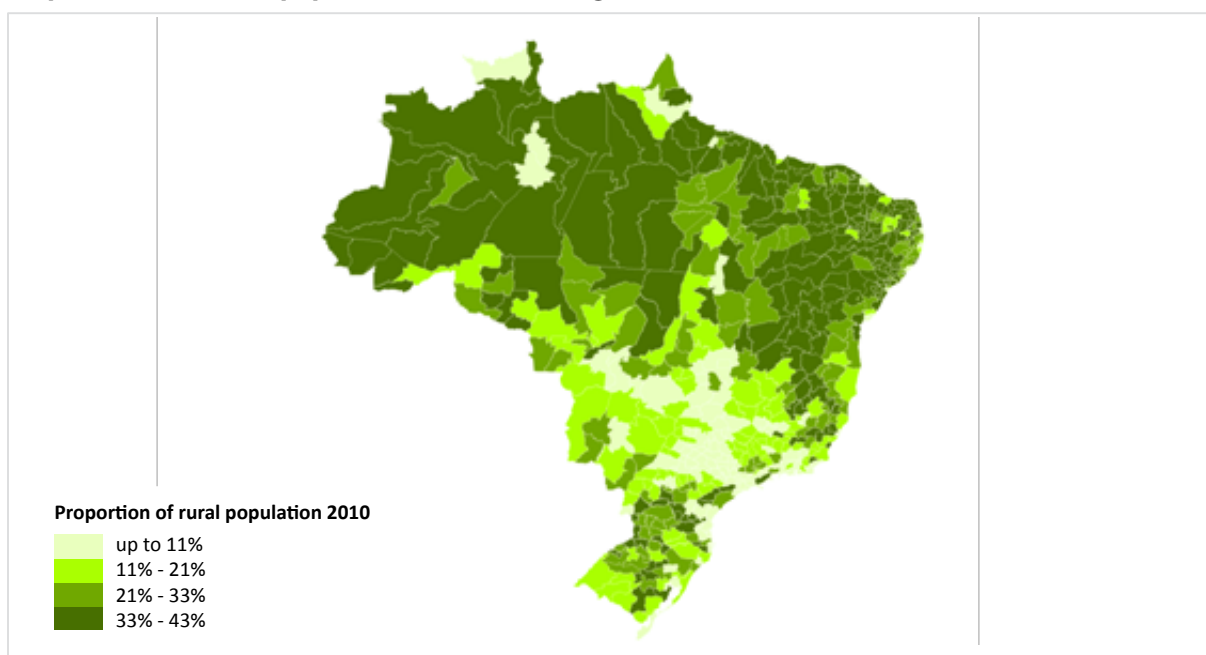 Proportion of rural population 2010
up to 11%
11% - 21%
21% - 33%
33% - 43%